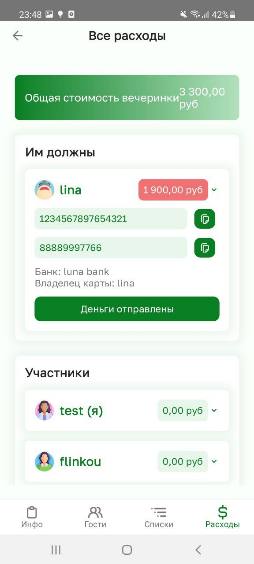 23:48 42%
Все расходы
Общая стоимость вечеринки 3 300,00
руб
Им должны
lina 1 900,00 руб
1234567897654321
88889997766
Банк: luna bank
Владелец карты: lina
Деньги отправлены
Участники
test (я) 0,00 руб
flinkou 0,00 руб
Инфо Гости Списки Расходы